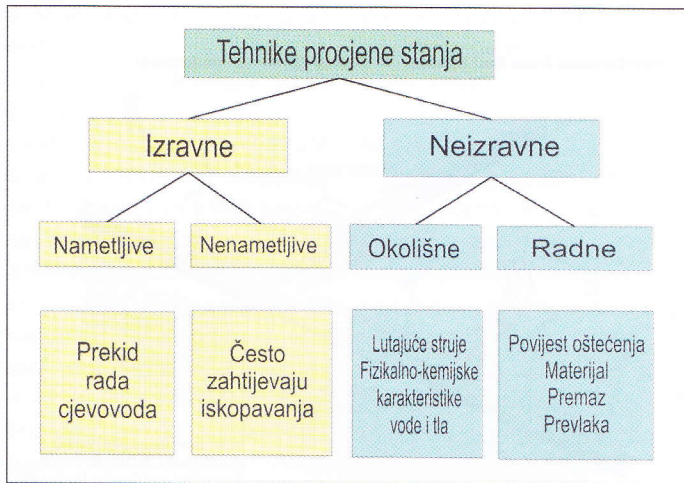 Tehnike procjene stanja
Izravne
Neizravne
Nametljive
Nenametljive
Okolišne
Radne
Prekid
rada
cjevovoda
Često
zahtijevaju
iskopavanja
Lutajuće struje
Fizikalno-kemijske
karakteristike
vode i tla
Povijest oštećenja
Materijal
Premaz
Prevlaka